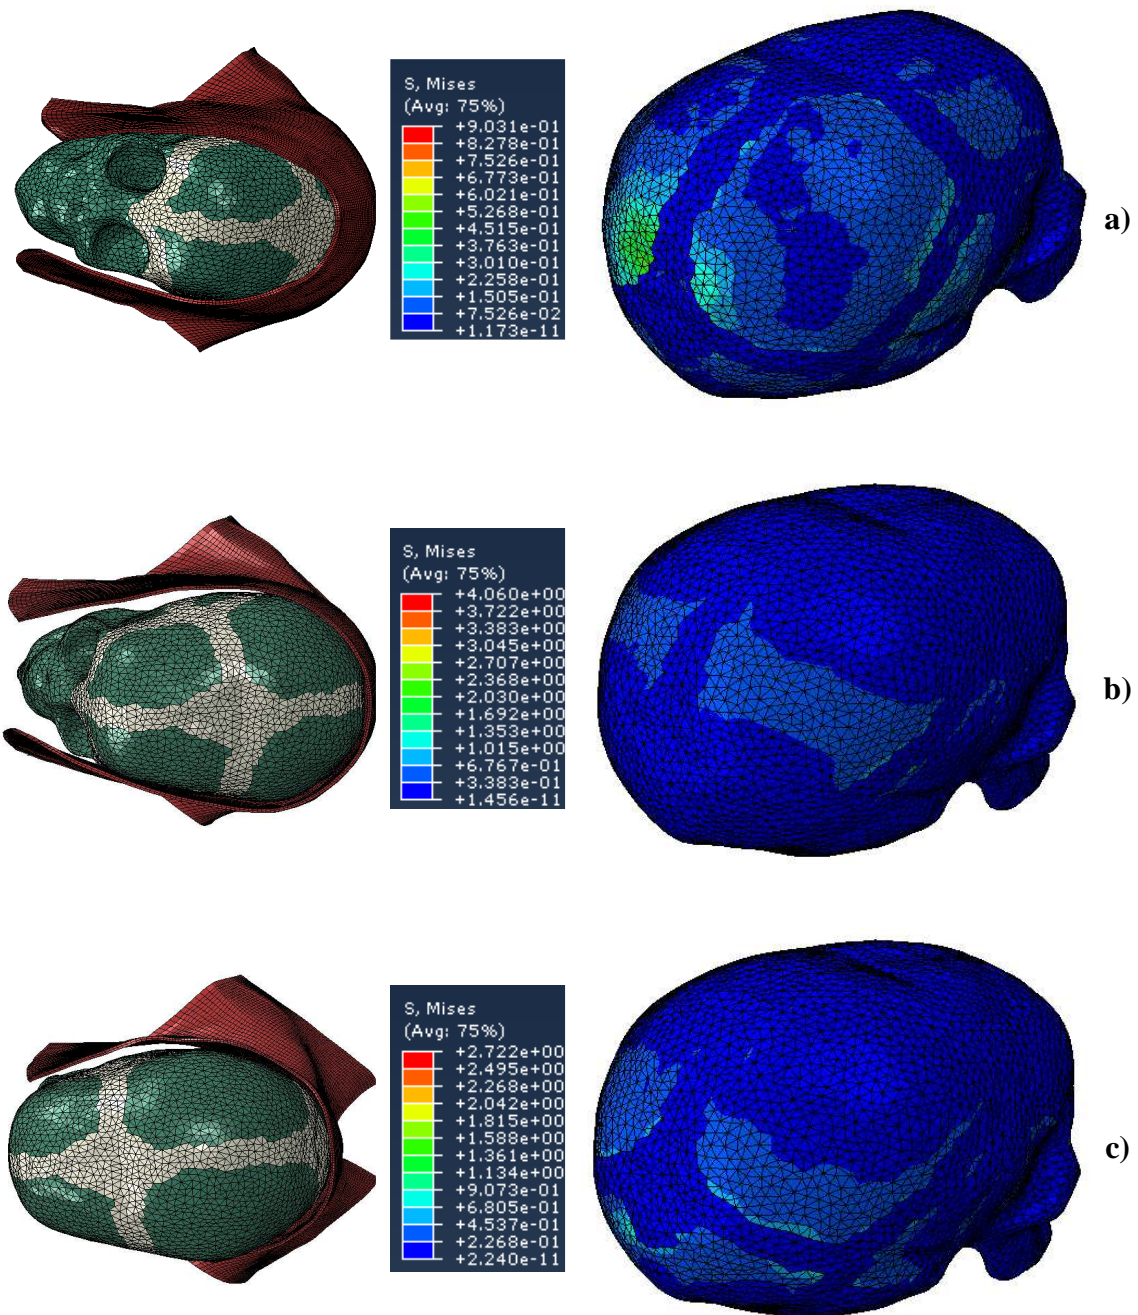 S, Mises
(Avg: 75%)
+9.031e-01
+8.278e-01
+7.526e-01
+6.773e-01
+6.021e-01
+5.268e-01
+4.515e-01
+3.763e-01
+3.010e-01
+2.258e-01
+1.505e-01
+7.526e-02
+1.173e-11
a)
S, Mises
(Avg: 75%)
+4.060e+00
+3.722e+00
+3.383e+00
+3.045e+00
+2.707e+00
+2.368e+00
+2.030e+00
+1.692e+00
+1.353e+00
+1.015e+00
+6.767e-01
+3.383e-01
+1.456e-11
b)
S, Mises
(Avg: 75%)
+2.722e+00
+2.495e+00
+2.268e+00
+2.042e+00
+1.815e+00
+1.588e+00
+1.361e+00
+1.134e+00
+9.073e-01
+6.805e-01
+4.537e-01
+2.268e-01
+2.240e-11
c)